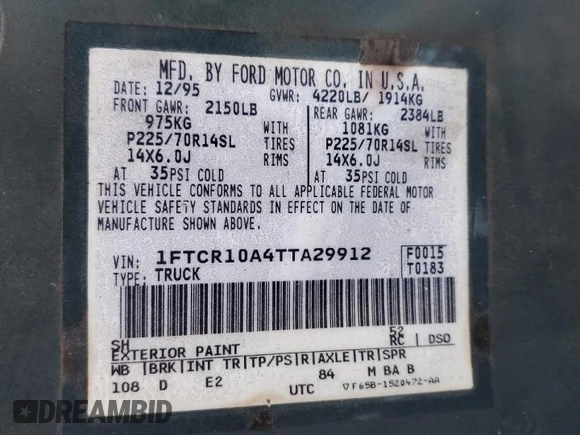 MFD. BY FORD MOTOR CO. IN U.S.A.
DATE: 12/95 GVWR: 4220LB/ 1914KG
FRONT GAWR: 2150LB REAR GAWR: 2384LB
975KG WITH 1081KG WITH
P225/70R14SL TIRES P225/70R14SL TIRES
14X6.0J RIMS 14X6.0J RIMS
AT 35PSI COLD AT 35PSI COLD
THIS VEHICLE CONFORMS TO ALL APPLICABLE FEDERAL MOTOR
VEHICLE SAFETY STANDARDS IN EFFECT ON THE DATE OF
MANUFACTURE SHOWN ABOVE.
VIN: 1FTCR10A4TTA29912 F0015
TYPE: TRUCK T0183
SH 52
EXTERIOR PAINT RC DSO
WB BRK INT TR TP/PS R AXLE TR SPR
108 D E2 84 M BA B
UTC ▽F65B-1520472-AA
DREAMBID